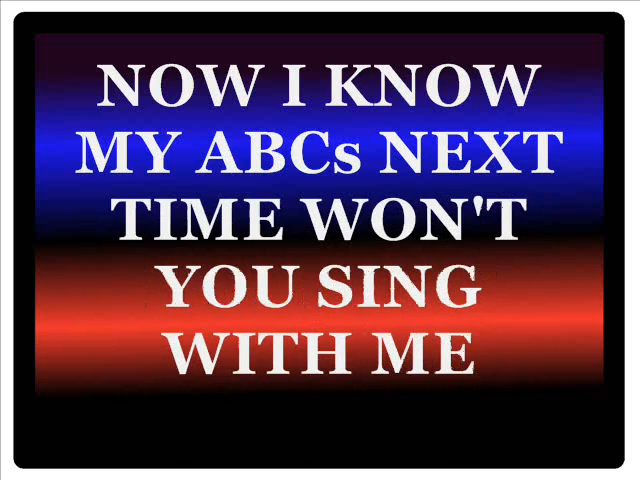 NOW I KNOW
MY ABCs NEXT
TIME WON'T
YOU SING
WITH ME